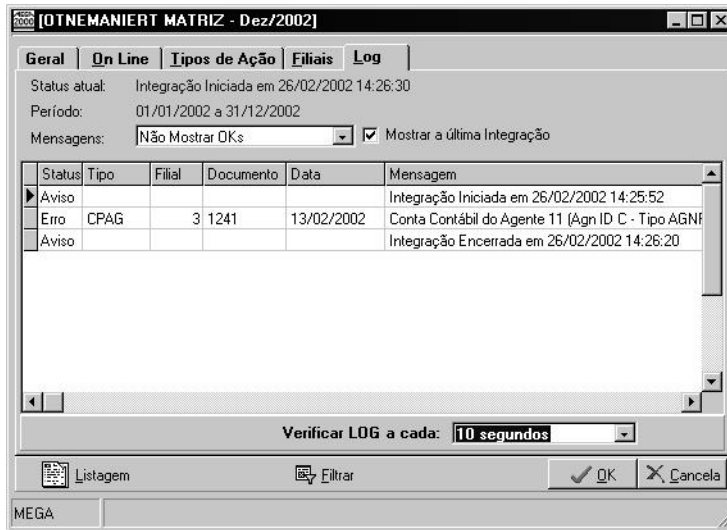 [OTNEMANIERT MATRIZ - Dez/2002]
Geral On Line Tipos de Ação Filiais Log
Status atual: Integração Iniciada em 26/02/2002 14:26:30
Período: 01/01/2002 a 31/12/2002
Mensagens: Não Mostrar OKs Mostrar a última Integração
Status Tipo Filial Documento Data Mensagem
Aviso Integração Iniciada em 26/02/2002 14:25:52
Erro CPAG 3 1241 13/02/2002 Conta Contábil do Agente 11 (Agn ID C - Tipo
Aviso Integração Encerrada em 26/02/2002 14:26:20
Verificar LOG a cada: 10 segundos
Listagem Filtrar OK Cancela
MEGA